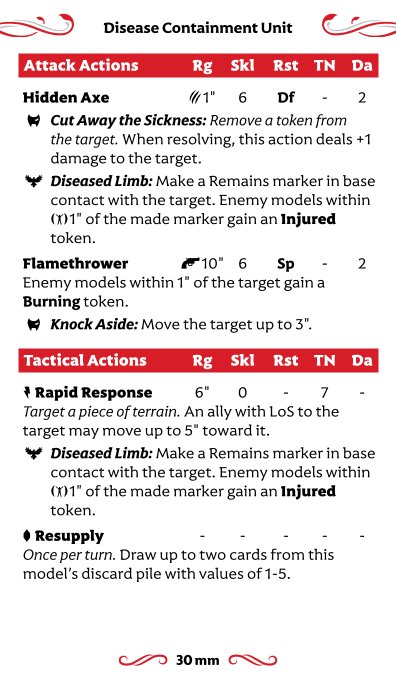 Disease Containment Unit
Attack Actions Rg Skl Rst TN Da
Hidden Axe 1" 6 Df - 2
Cut Away the Sickness: Remove a token from
the target. When resolving, this action deals +1
damage to the target.
Diseased Limb: Make a Remains marker in base
contact with the target. Enemy models within
1" of the made marker gain an Injured
token.
Flamethrower 10" 6 Sp - 2
Enemy models within 1" of the target gain a
Burning token.
Knock Aside: Move the target up to 3".
Tactical Actions Rg Skl Rst TN Da
Rapid Response 6" 0 - 7 -
Target a piece of terrain. An ally with LoS to the
target may move up to 5" toward it.
Diseased Limb: Make a Remains marker in base
contact with the target. Enemy models within
1" of the made marker gain an Injured
token.
Resupply - - - - -
Once per turn. Draw up to two cards from this
model's discard pile with values of 1-5.
30 mm